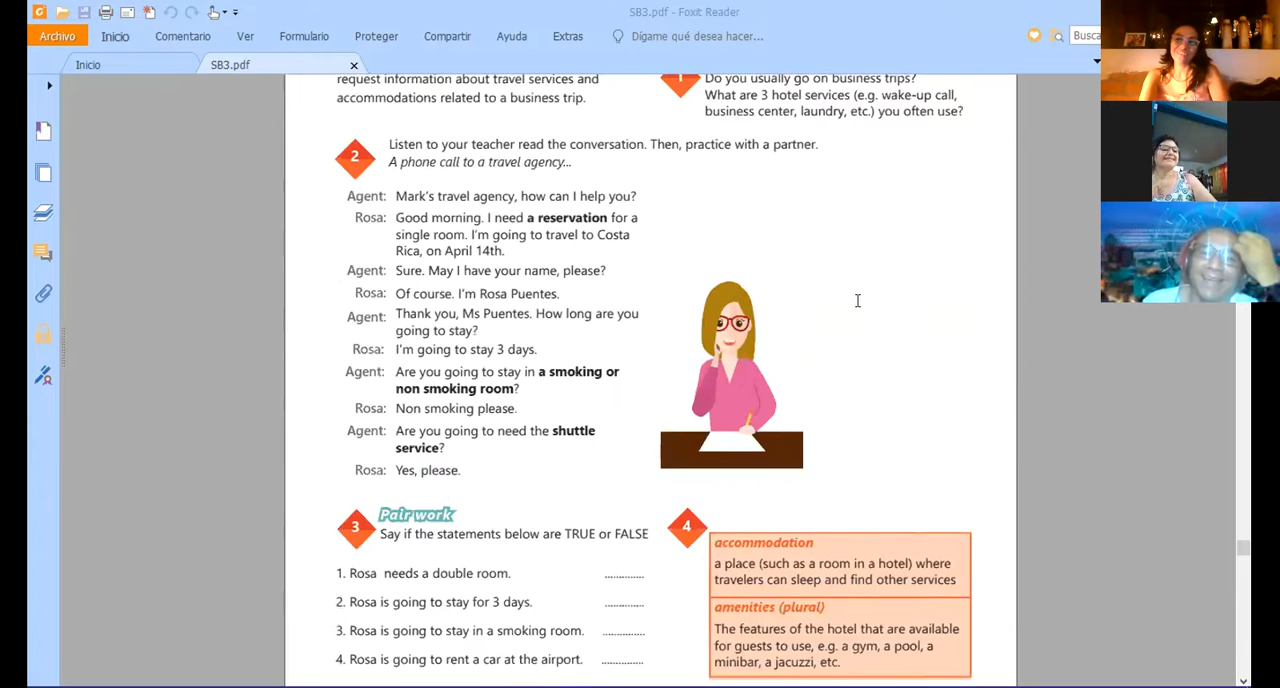 SB3.pdf - Foxit Reader
Archivo Inicio Comentario Ver Formulario Proteger Compartir Ayuda Extras Dígame qué desea hacer... Busca
Inicio SB3.pdf
request information about travel services and
accommodations related to a business trip.
1
Do you usually go on business trips?
What are 3 hotel services (e.g. wake-up call,
business center, laundry, etc.) you often use?
2
Listen to your teacher read the conversation. Then, practice with a partner.
A phone call to a travel agency...
Agent: Mark's travel agency, how can I help you?
Rosa: Good morning. I need a reservation for a
single room. I'm going to travel to Costa
Rica, on April 14th.
Agent: Sure. May I have your name, please?
Rosa: Of course. I'm Rosa Puentes.
Agent: Thank you, Ms Puentes. How long are you
going to stay?
Rosa: I'm going to stay 3 days.
Agent: Are you going to stay in a smoking or
non smoking room?
Rosa: Non smoking please.
Agent: Are you going to need the shuttle
service?
Rosa: Yes, please.
3
Pair work
Say if the statements below are TRUE or FALSE
1. Rosa needs a double room. ..............
2. Rosa is going to stay for 3 days. ..............
3. Rosa is going to stay in a smoking room. ..............
4. Rosa is going to rent a car at the airport. ..............
4
accommodation
a place (such as a room in a hotel) where
travelers can sleep and find other services
amenities (plural)
The features of the hotel that are available
for guests to use, e.g. a gym, a pool, a
minibar, a jacuzzi, etc.